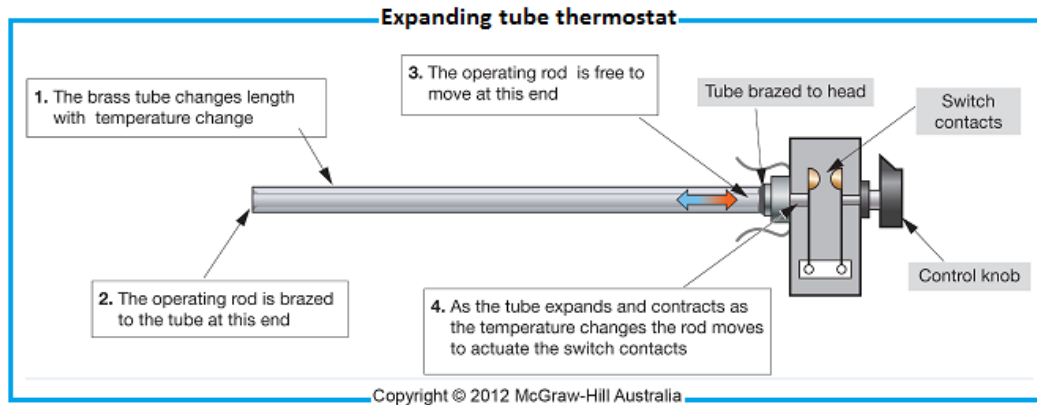 Expanding tube thermostat
1. The brass tube changes length
with temperature change
3. The operating rod is free to
move at this end
Tube brazed to head
Switch
contacts
2. The operating rod is brazed
to the tube at this end
4. As the tube expands and contracts as
the temperature changes the rod moves
to actuate the switch contacts
Control knob
Copyright © 2012 McGraw-Hill Australia